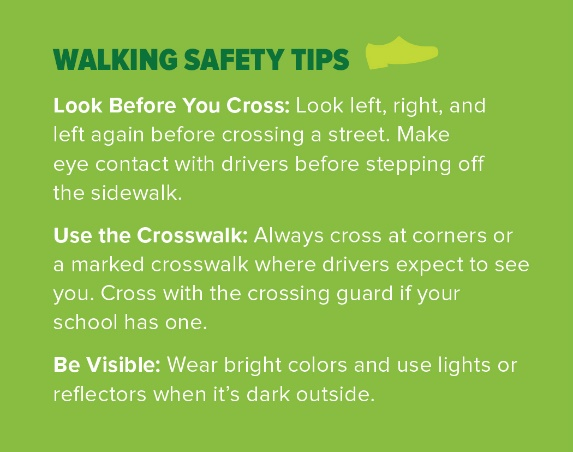 WALKING SAFETY TIPS
Look Before You Cross: Look left, right, and
left again before crossing a street. Make
eye contact with drivers before stepping off
the sidewalk.
Use the Crosswalk: Always cross at corners or
a marked crosswalk where drivers expect to see
you. Cross with the crossing guard if your
school has one.
Be Visible: Wear bright colors and use lights or
reflectors when it’s dark outside.